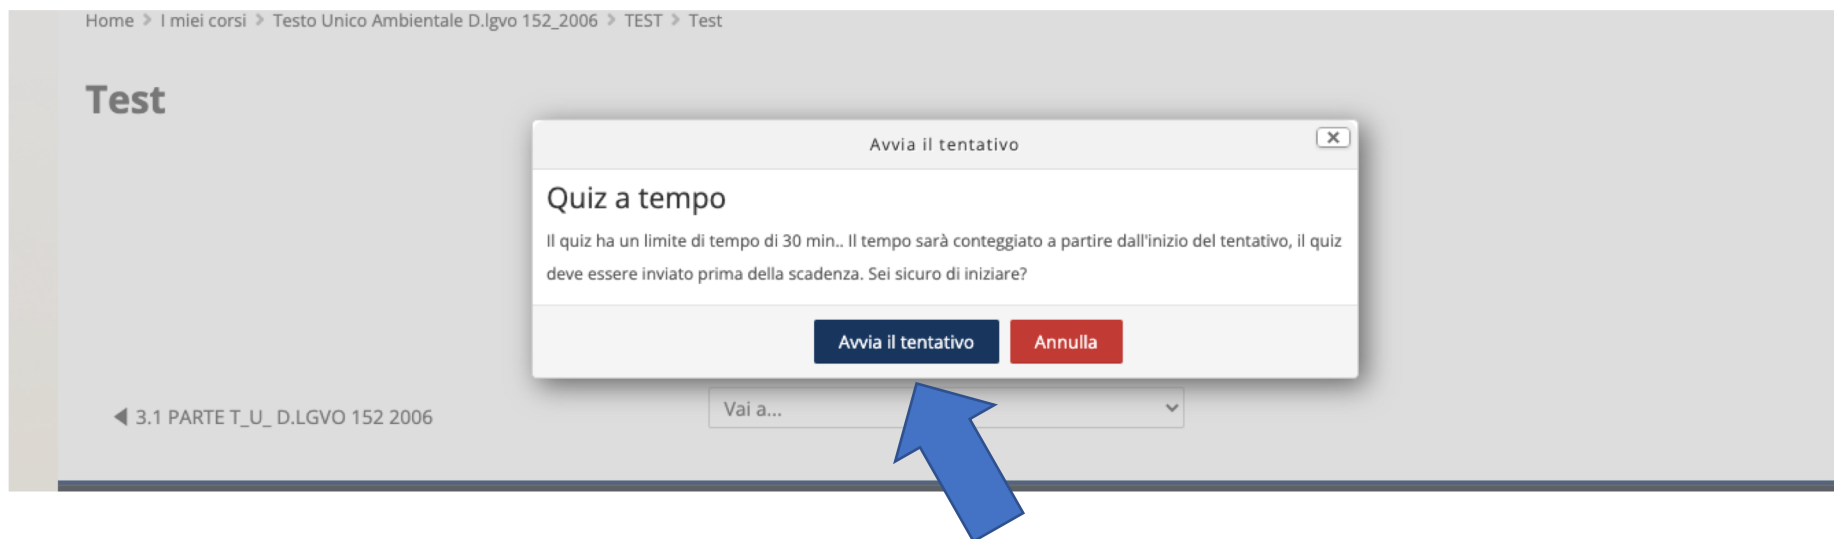 Home > I miei corsi > Testo Unico Ambientale D.lgvo 152_2006 > TEST > Test
Test
Avvia il tentativo
x
Quiz a tempo
Il quiz ha un limite di tempo di 30 min.. Il tempo sarà conteggiato a partire dall'inizio del tentativo, il quiz
deve essere inviato prima della scadenza. Sei sicuro di iniziare?
Avvia il tentativo Annulla
◀ 3.1 PARTE T_U_ D.LGVO 152 2006
Vai a...